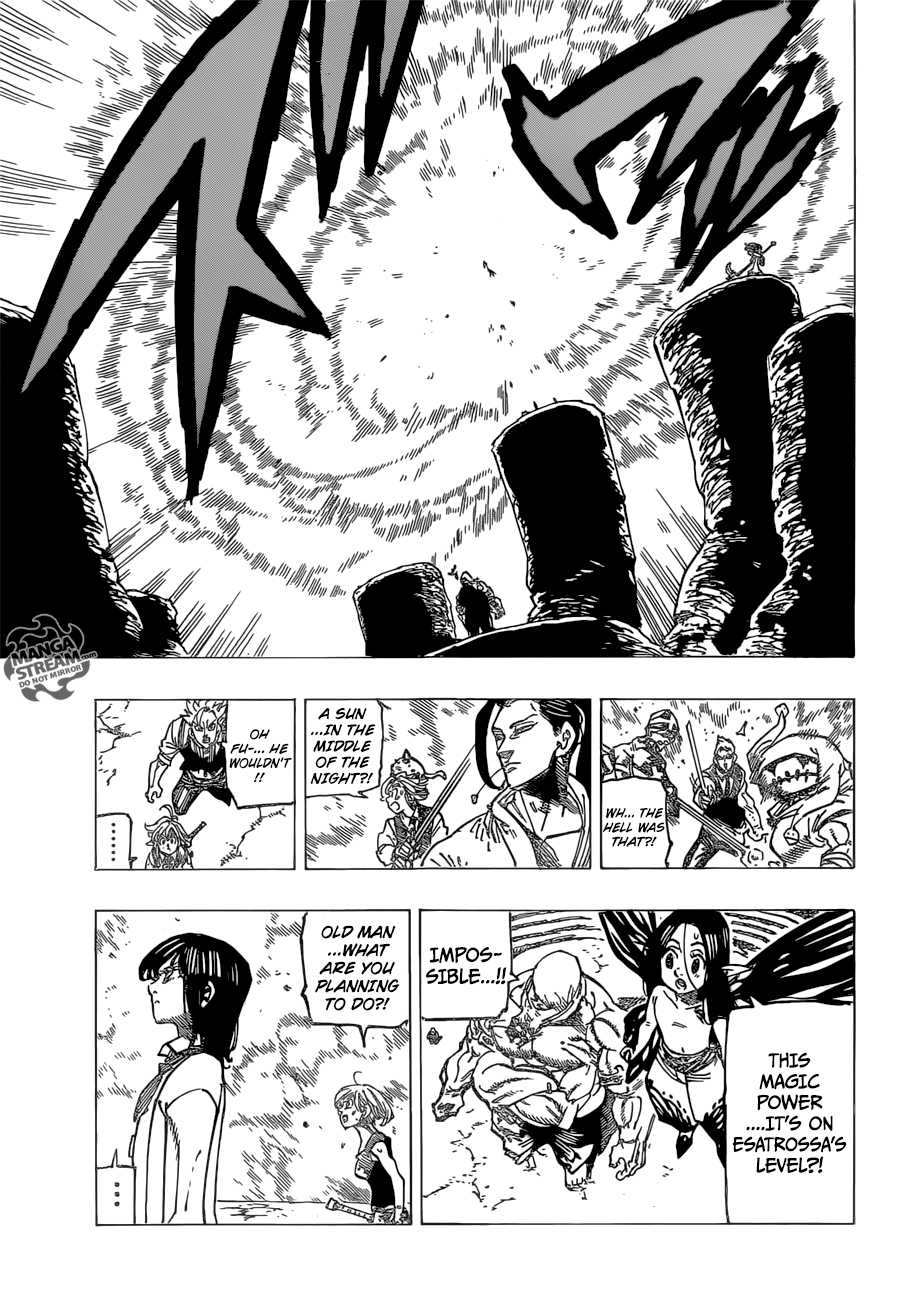 MANGA
STREAM.com
DO NOT MIRROR
WH... THE
HELL WAS
THAT?!
A SUN
...IN THE
MIDDLE
OF THE
NIGHT?!
OH
FU-... HE
WOULDN'T
!!
....
THIS
MAGIC
POWER
....IT'S ON
ESATROSSA'S
LEVEL?!
IMPOS-
SIBLE...!!
OLD MAN
...WHAT
ARE YOU
PLANNING
TO DO?!
....